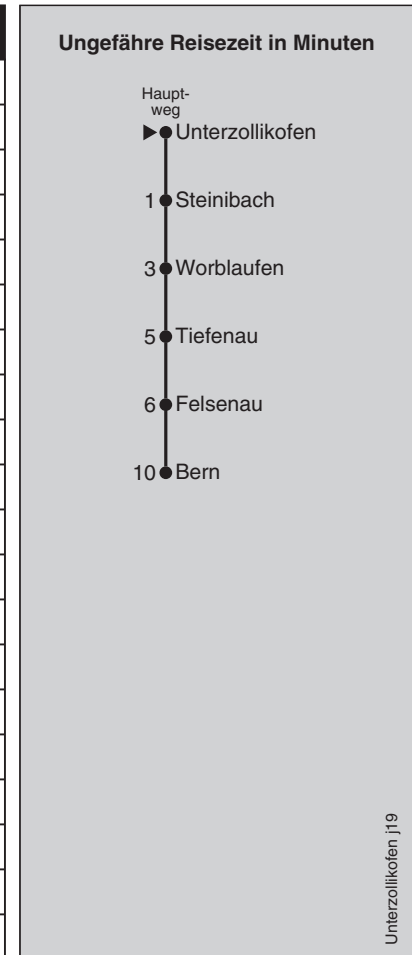 Ungefähre Reisezeit in Minuten
Haupt-
weg
Unterzollikofen
1 Steinibach
3 Worblaufen
5 Tiefenau
6 Felsenau
10 Bern
Unterzollikofen j19